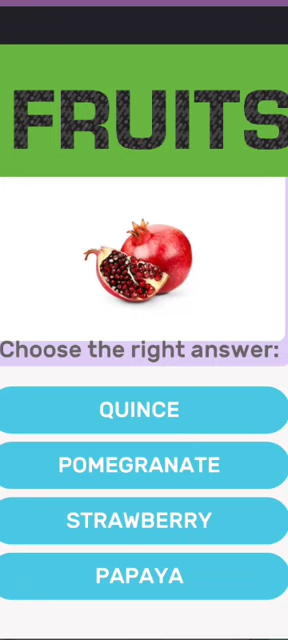 FRUITS
Choose the right answer:
QUINCE
POMEGRANATE
STRAWBERRY
PAPAYA